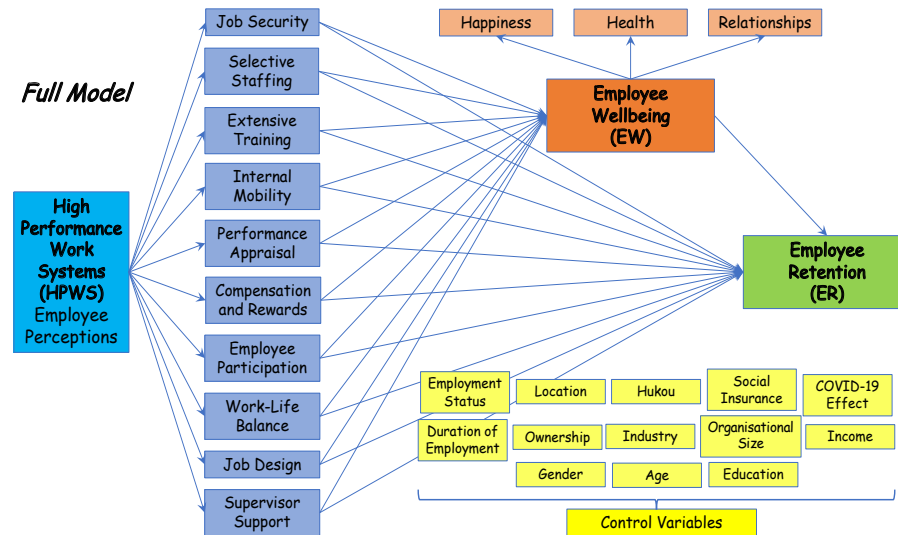 Full Model
High
Performance
Work
Systems
(HPWS)
Employee
Perceptions
Job Security
Selective
Staffing
Extensive
Training
Internal
Mobility
Performance
Appraisal
Compensation
and Rewards
Employee
Participation
Work-Life
Balance
Job Design
Supervisor
Support
Happiness
Health
Relationships
Employee
Wellbeing
(EW)
Employee
Retention
(ER)
Employment
Status
Location
Hukou
Social
Insurance
COVID-19
Effect
Duration of
Employment
Ownership
Industry
Organisational
Size
Income
Gender
Age
Education
Control Variables